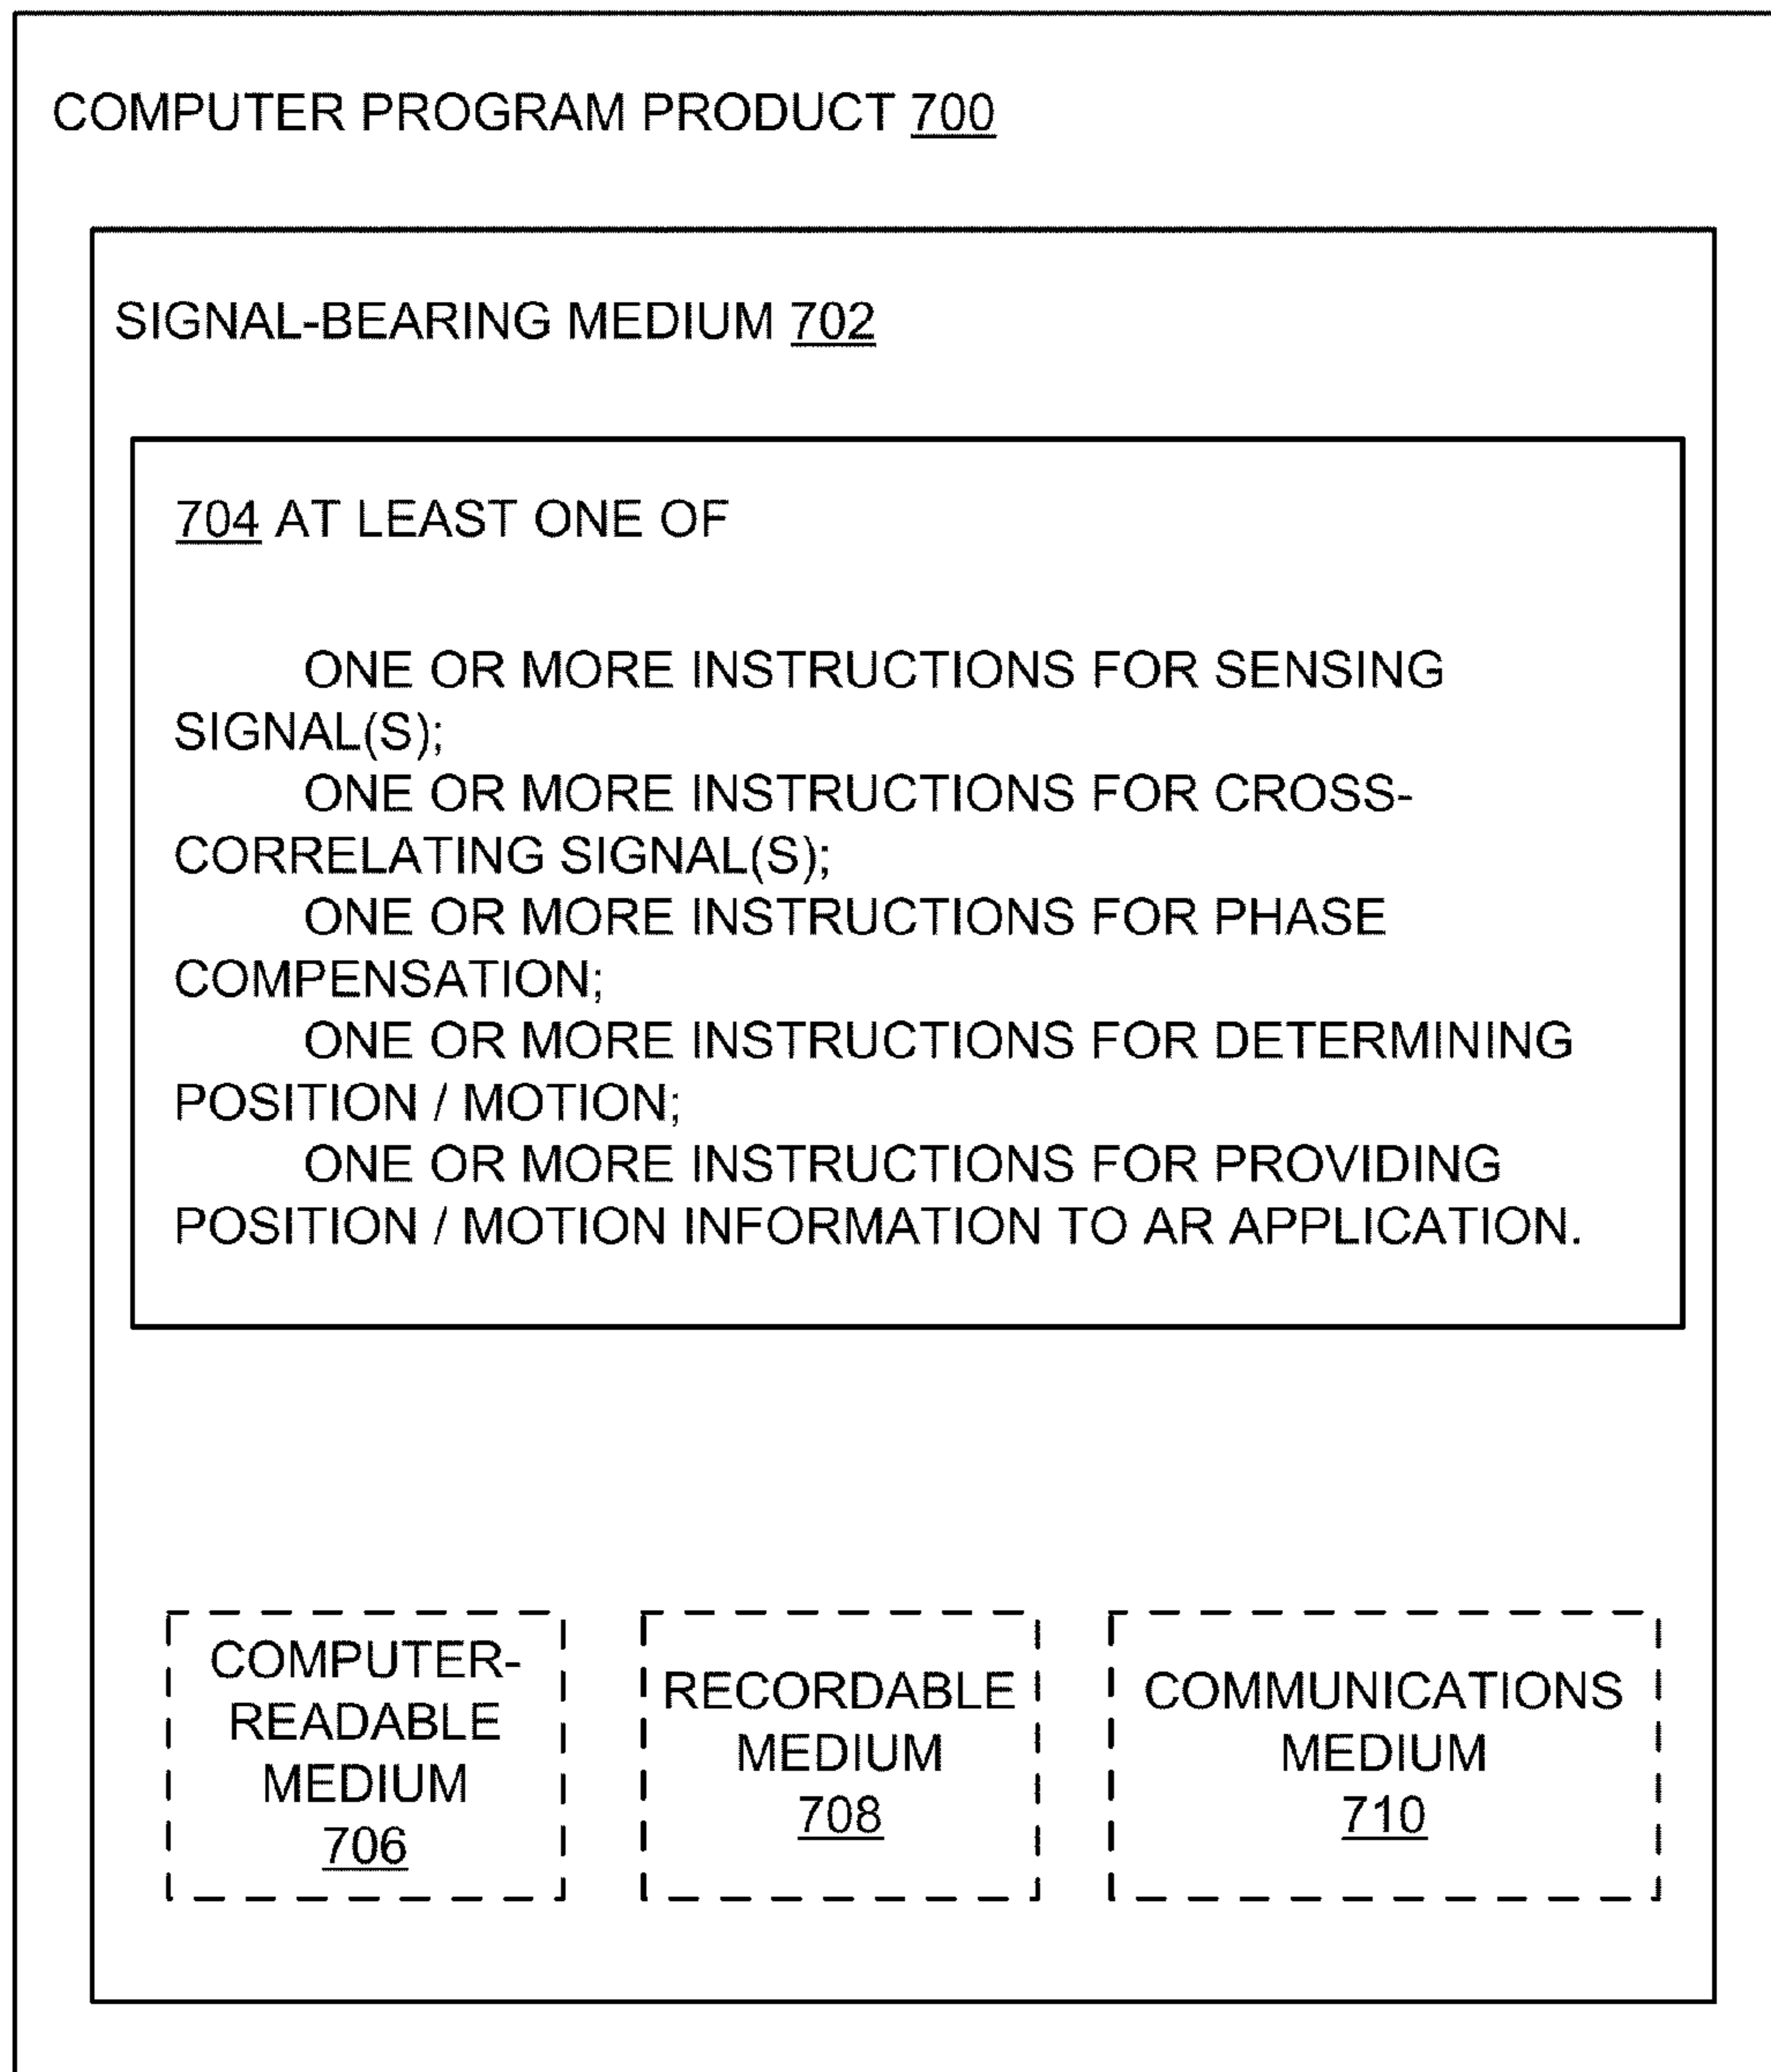 COMPUTER PROGRAM PRODUCT 700
SIGNAL-BEARING MEDIUM 702
704 AT LEAST ONE OF
ONE OR MORE INSTRUCTIONS FOR SENSING
SIGNAL(S);
ONE OR MORE INSTRUCTIONS FOR CROSS-
CORRELATING SIGNAL(S);
ONE OR MORE INSTRUCTIONS FOR PHASE
COMPENSATION;
ONE OR MORE INSTRUCTIONS FOR DETERMINING
POSITION / MOTION;
ONE OR MORE INSTRUCTIONS FOR PROVIDING
POSITION / MOTION INFORMATION TO AR APPLICATION.
COMPUTER-
READABLE
MEDIUM
706
RECORDABLE
MEDIUM
708
COMMUNICATIONS
MEDIUM
710